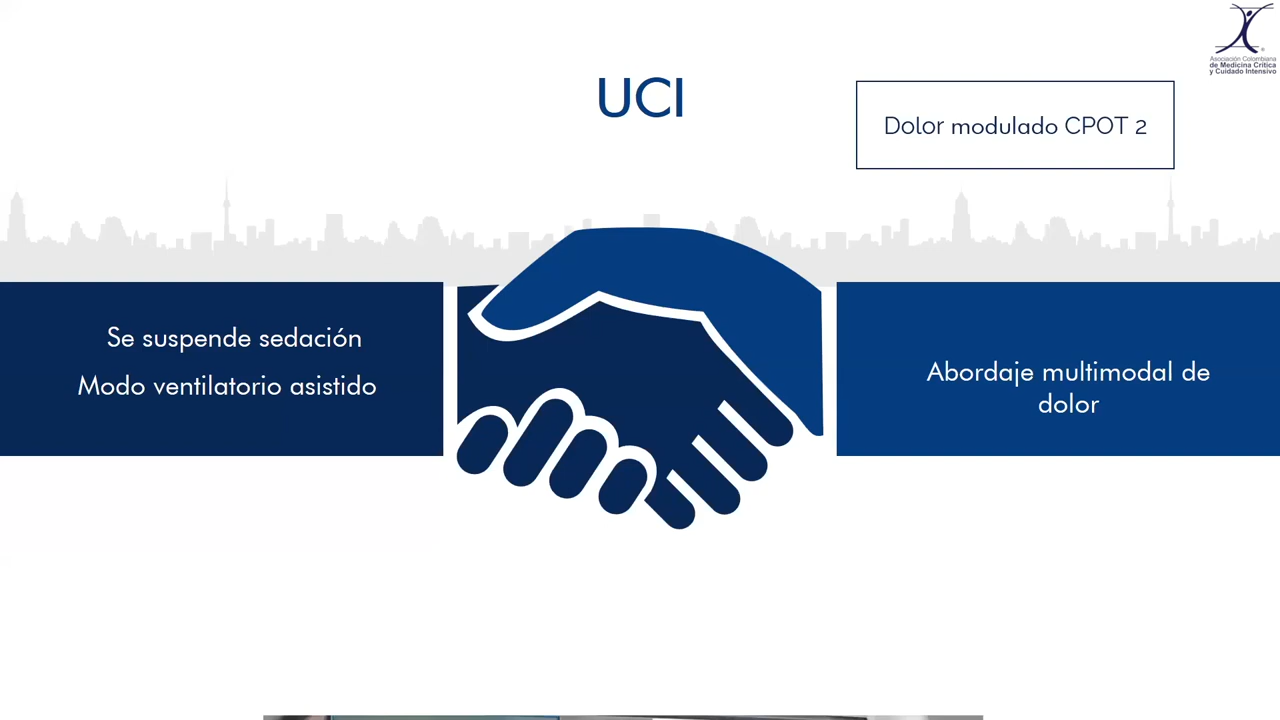 Asociación Colombiana
de Medicina Crítica
y Cuidado Intensivo
UCI
Dolor modulado CPOT 2
Se suspende sedación
Modo ventilatorio asistido
Abordaje multimodal de
dolor